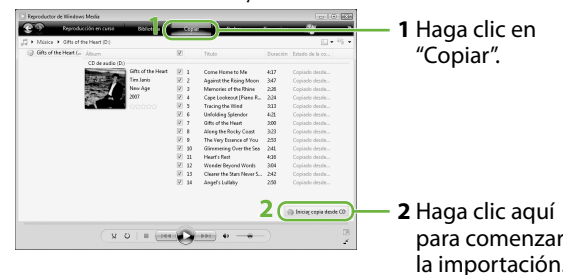 Reproductor de Windows Media
Reproducción en curso
Biblioteca
Copiar
1
1 Haga clic en
"Copiar".
Música ▸ Gifts of the Heart (D:)
Gifts of the Heart (...
Álbum
Título
Duración
Estado de la co...
CD de audio (D:)
Gifts of the Heart
Tim Janis
New Age
2007
1 Come Home to Me 4:17 Copiado desde...
2 Against the Rising Moon 3:47 Copiado desde...
3 Memories of the Rhine 2:26 Copiado desde...
4 Cape Lookeout [Piano R... 2:24 Copiado desde...
5 Tracing the Wind 3:13 Copiado desde...
6 Unfolding Splendor 4:21 Copiado desde...
7 Gifts of the Heart 3:00 Copiado desde...
8 Along the Rocky Coast 3:23 Copiado desde...
9 The Very Essence of You 2:53 Copiado desde...
10 Glimmering Over the Sea 2:41 Copiado desde...
11 Heart's Rest 4:16 Copiado desde...
12 Wonder Beyond Words 3:04 Copiado desde...
13 Clearer the Stars Never S... 2:42 Copiado desde...
14 Angel's Lullaby 2:50 Copiado desde...
2
Iniciar copia desde CD
2 Haga clic aquí
para comenzar
la importación.